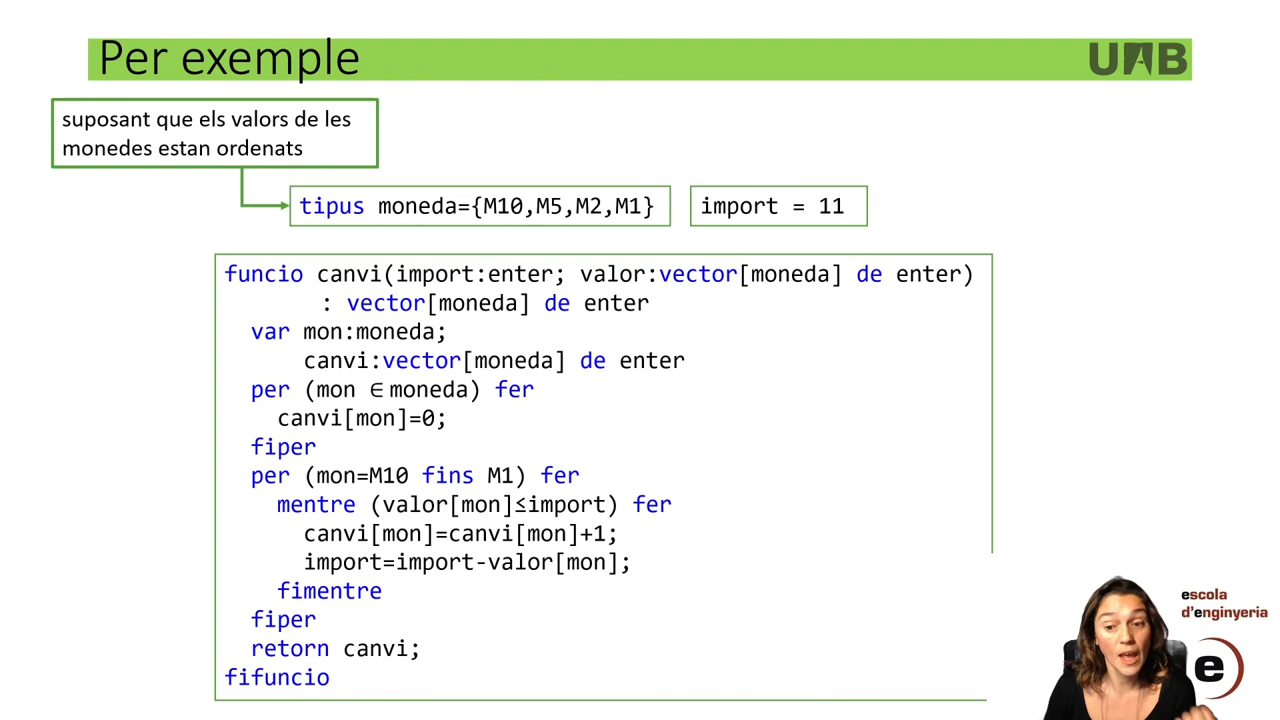 Per exemple
UAB
suposant que els valors de les
monedes estan ordenats
tipus moneda={M10,M5,M2,M1}
import = 11
funcio canvi(import:enter; valor:vector[moneda] de enter)
: vector[moneda] de enter
var mon:moneda;
canvi:vector[moneda] de enter
per (mon ∈ moneda) fer
canvi[mon]=0;
fiper
per (mon=M10 fins M1) fer
mentre (valor[mon]≤import) fer
canvi[mon]=canvi[mon]+1;
import=import-valor[mon];
fimentre
fiper
retorn canvi;
fifuncio
escola
d'enginyeria
e